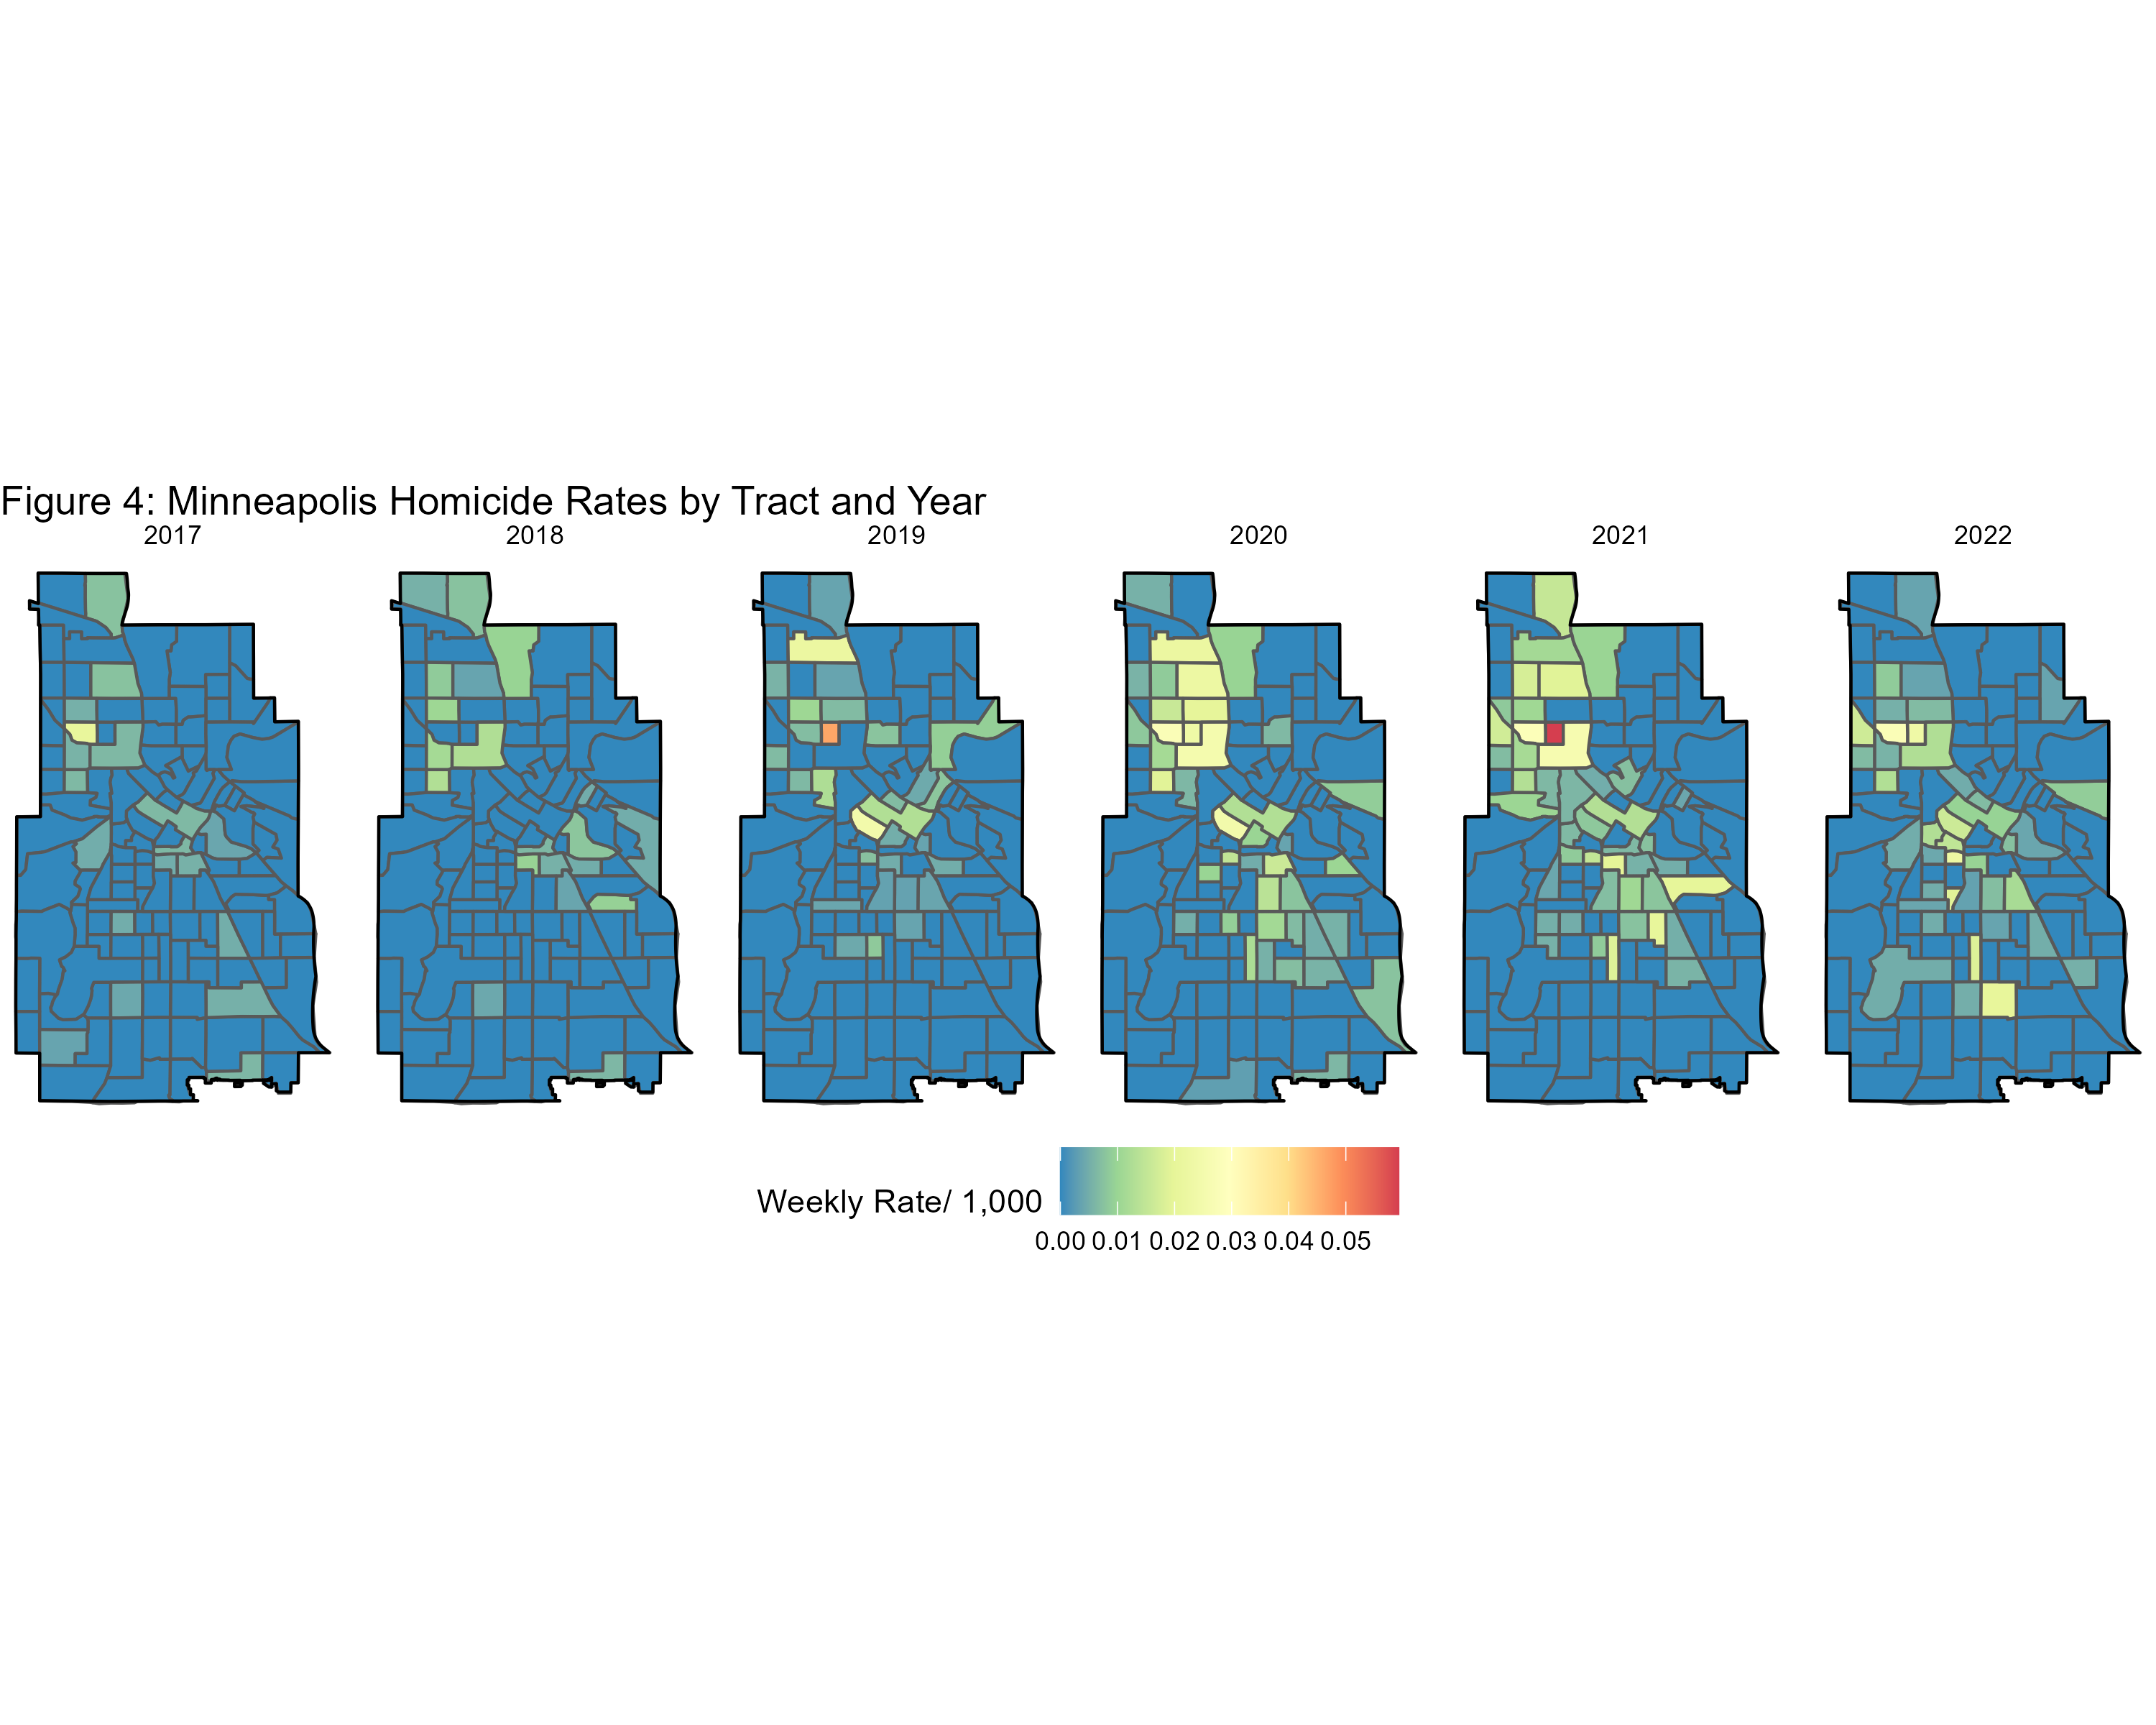 Figure 4: Minneapolis Homicide Rates by Tract and Year
2017 2018 2019 2020 2021 2022
Weekly Rate/ 1,000
0.00 0.01 0.02 0.03 0.04 0.05